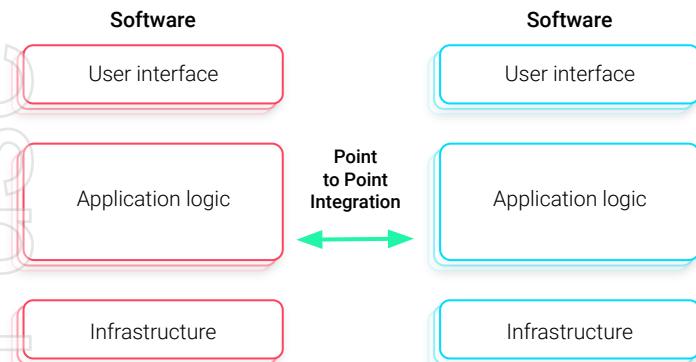 Software
Software
User interface
User interface
Point
to Point
Integration
Application logic
Application logic
Infrastructure
Infrastructure